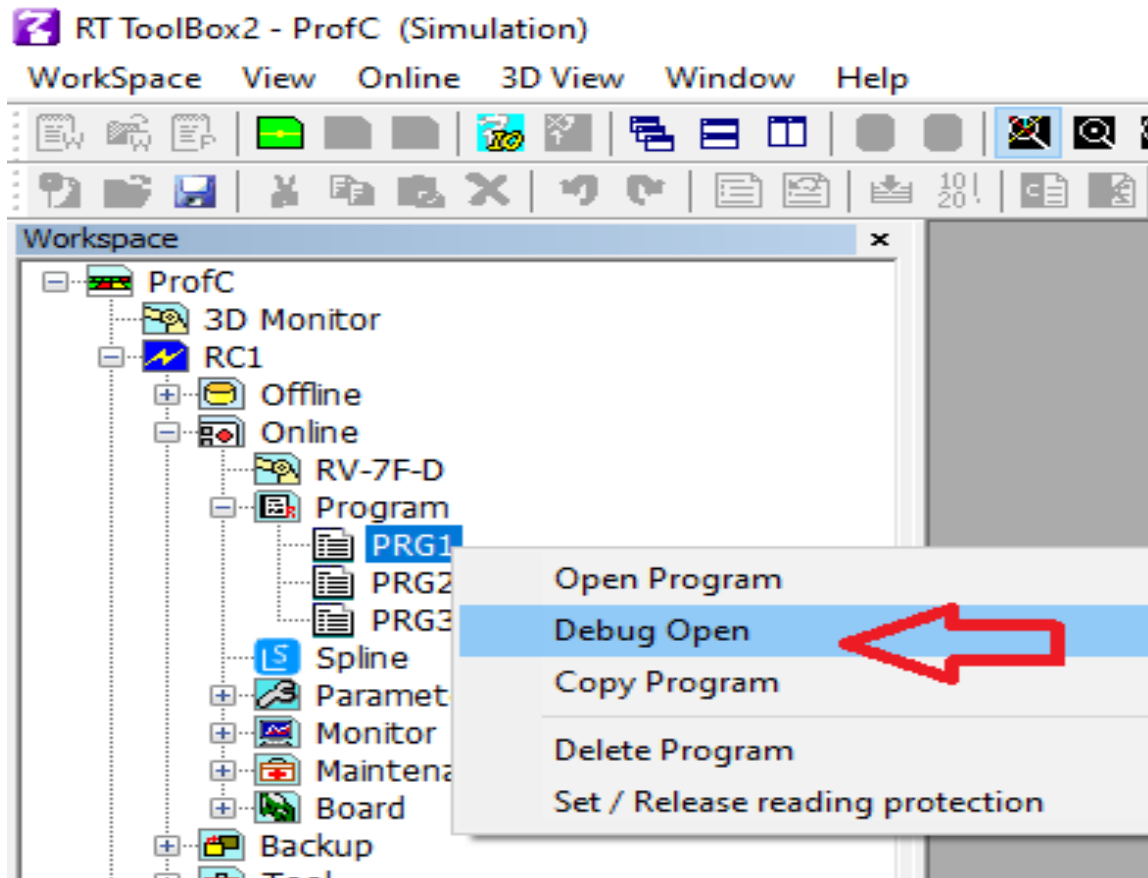 RT ToolBox2 - ProfC (Simulation)
WorkSpace View Online 3D View Window Help
Workspace
ProfC
3D Monitor
RC1
Offline
Online
RV-7F-D
Program
PRG1
Open Program
PRG2
Debug Open
PRG3
Spline
Copy Program
Paramet
Monitor
Delete Program
Maintena
Set / Release reading protection
Board
Backup